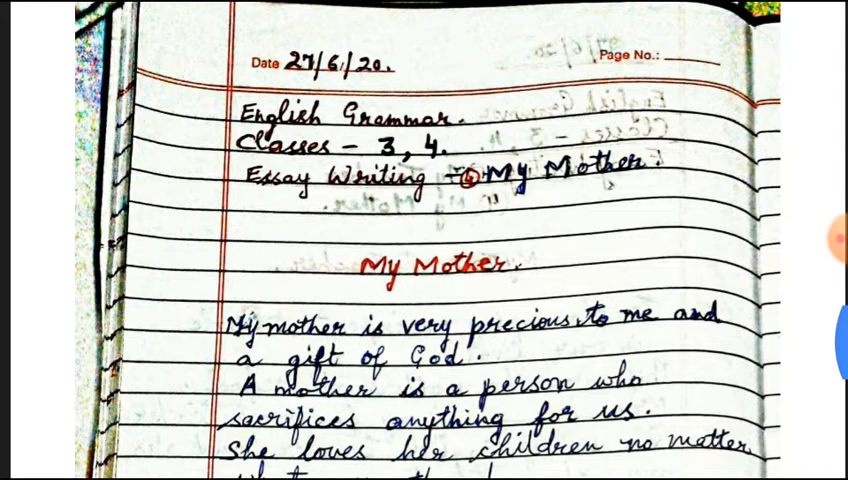 Date 27/6/20.
Page No.:
English Grammar.
Classes - 3, 4.
Essay Writing - ④ My Mother.
My Mother.
My mother is very precious to me and
a gift of God.
A mother is a person who
sacrifices anything for us.
She loves her children no matter